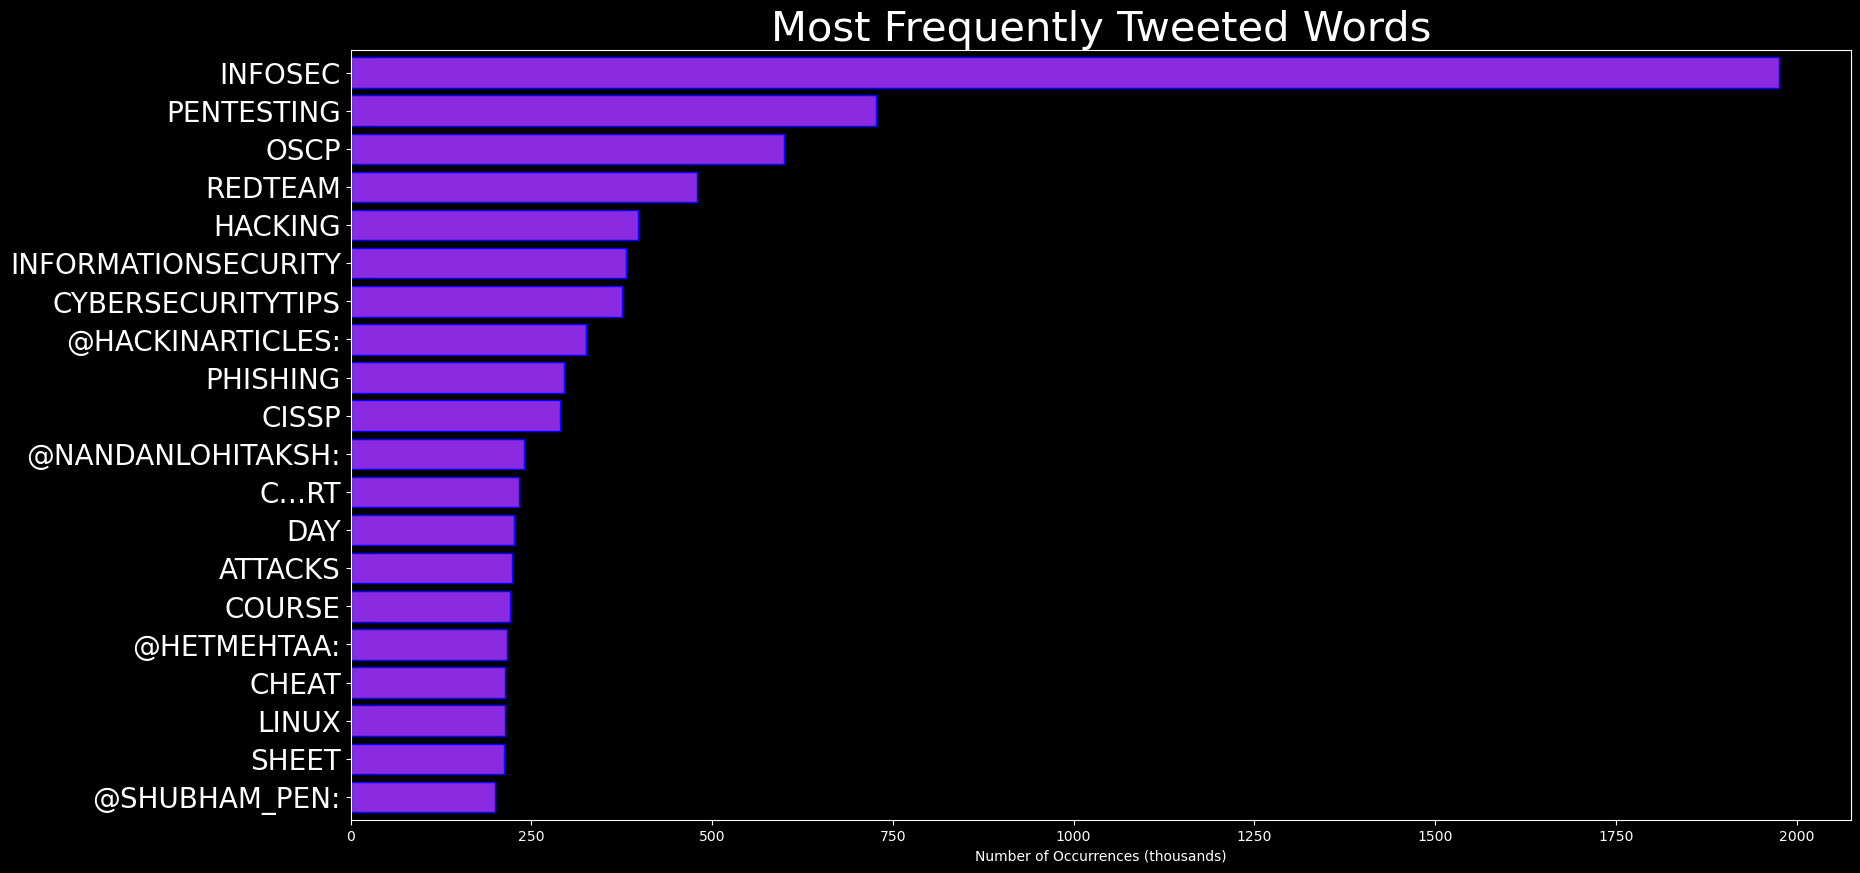 Most Frequently Tweeted Words
INFOSEC
PENTESTING
OSCP
REDTEAM
HACKING
INFORMATIONSECURITY
CYBERSECURITYTIPS
@HACKINARTICLES:
PHISHING
CISSP
@NANDANLOHITAKSH:
C…RT
DAY
ATTACKS
COURSE
@HETMEHTAA:
CHEAT
LINUX
SHEET
@SHUBHAM_PEN:
0 250 500 750 1000 1250 1500 1750 2000
Number of Occurrences (thousands)